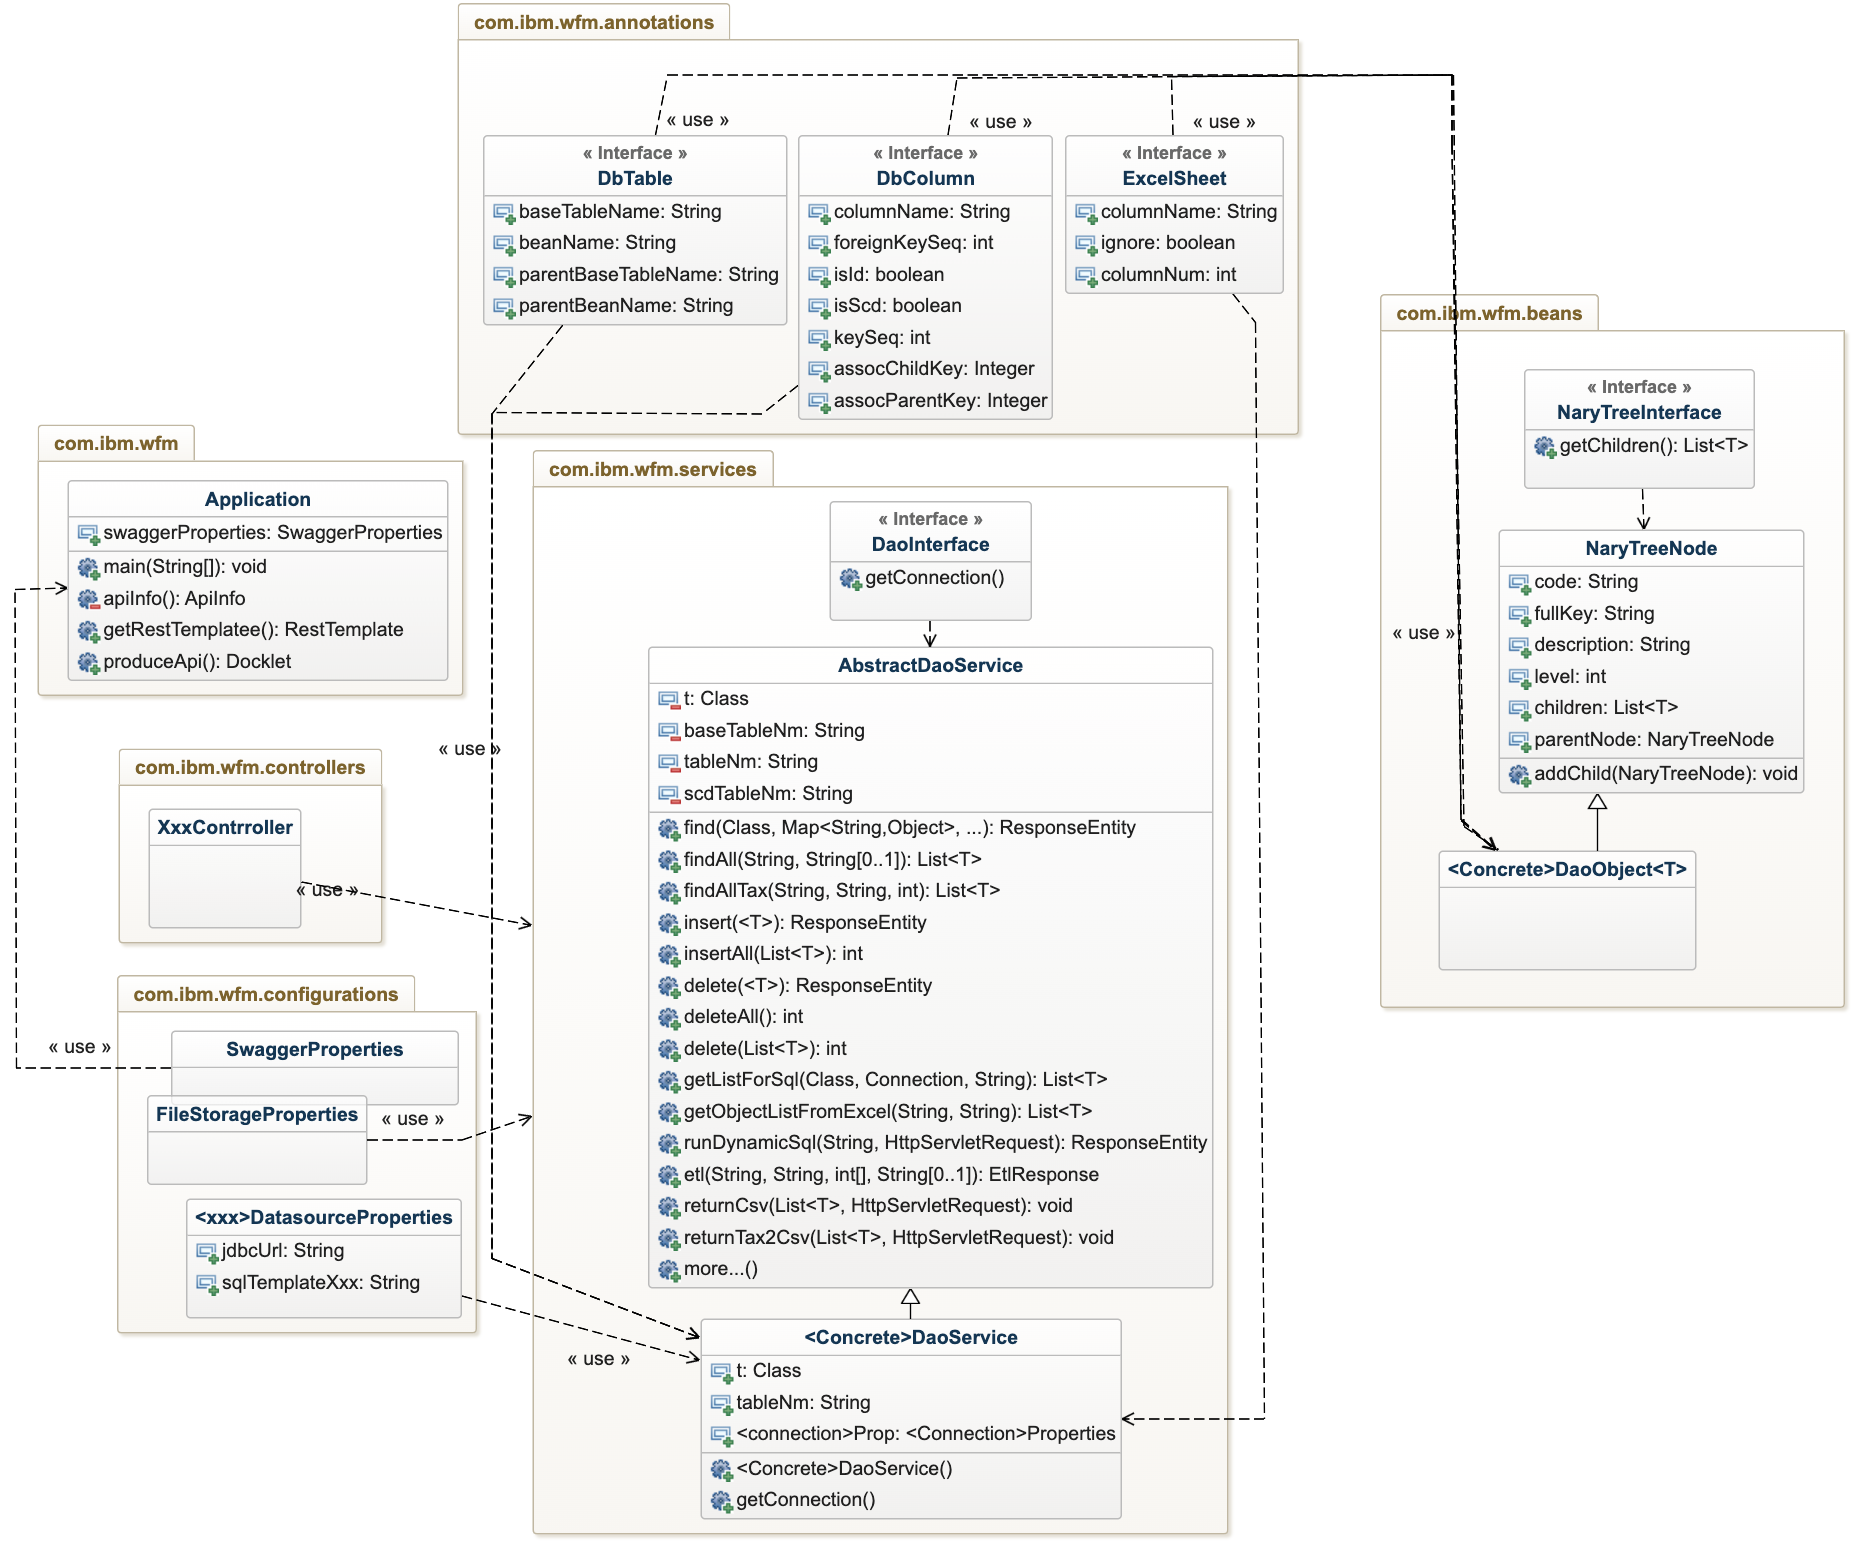 com.ibm.wfm.annotations
« use »
« use »
« use »
« Interface »
DbTable
baseTableName: String
beanName: String
parentBaseTableName: String
parentBeanName: String
« Interface »
DbColumn
columnName: String
foreignKeySeq: int
isId: boolean
isScd: boolean
keySeq: int
assocChildKey: Integer
assocParentKey: Integer
« Interface »
ExcelSheet
columnName: String
ignore: boolean
columnNum: int
com.ibm.wfm.beans
« Interface »
NaryTreeInterface
getChildren(): List<T>
NaryTreeNode
code: String
fullKey: String
description: String
level: int
children: List<T>
parentNode: NaryTreeNode
addChild(NaryTreeNode): void
« use »
<Concrete>DaoObject<T>
com.ibm.wfm
Application
swaggerProperties: SwaggerProperties
main(String[]): void
apiInfo(): ApiInfo
getRestTemplatee(): RestTemplate
produceApi(): Docklet
com.ibm.wfm.services
« Interface »
DaoInterface
getConnection()
AbstractDaoService
t: Class
baseTableNm: String
tableNm: String
scdTableNm: String
find(Class, Map<String,Object>, ...): ResponseEntity
findAll(String, String[0..1]): List<T>
findAllTax(String, String, int): List<T>
insert(<T>): ResponseEntity
insertAll(List<T>): int
delete(<T>): ResponseEntity
deleteAll(): int
delete(List<T>): int
getListForSql(Class, Connection, String): List<T>
getObjectListFromExcel(String, String): List<T>
runDynamicSql(String, HttpServletRequest): ResponseEntity
etl(String, String, int[], String[0..1]): EtlResponse
returnCsv(List<T>, HttpServletRequest): void
returnTax2Csv(List<T>, HttpServletRequest): void
more...()
« use »
com.ibm.wfm.controllers
XxxContrroller
« use »
com.ibm.wfm.configurations
SwaggerProperties
« use »
FileStorageProperties
« use »
<xxx>DatasourceProperties
jdbcUrl: String
sqlTemplateXxx: String
« use »
<Concrete>DaoService
t: Class
tableNm: String
<connection>Prop: <Connection>Properties
<Concrete>DaoService()
getConnection()